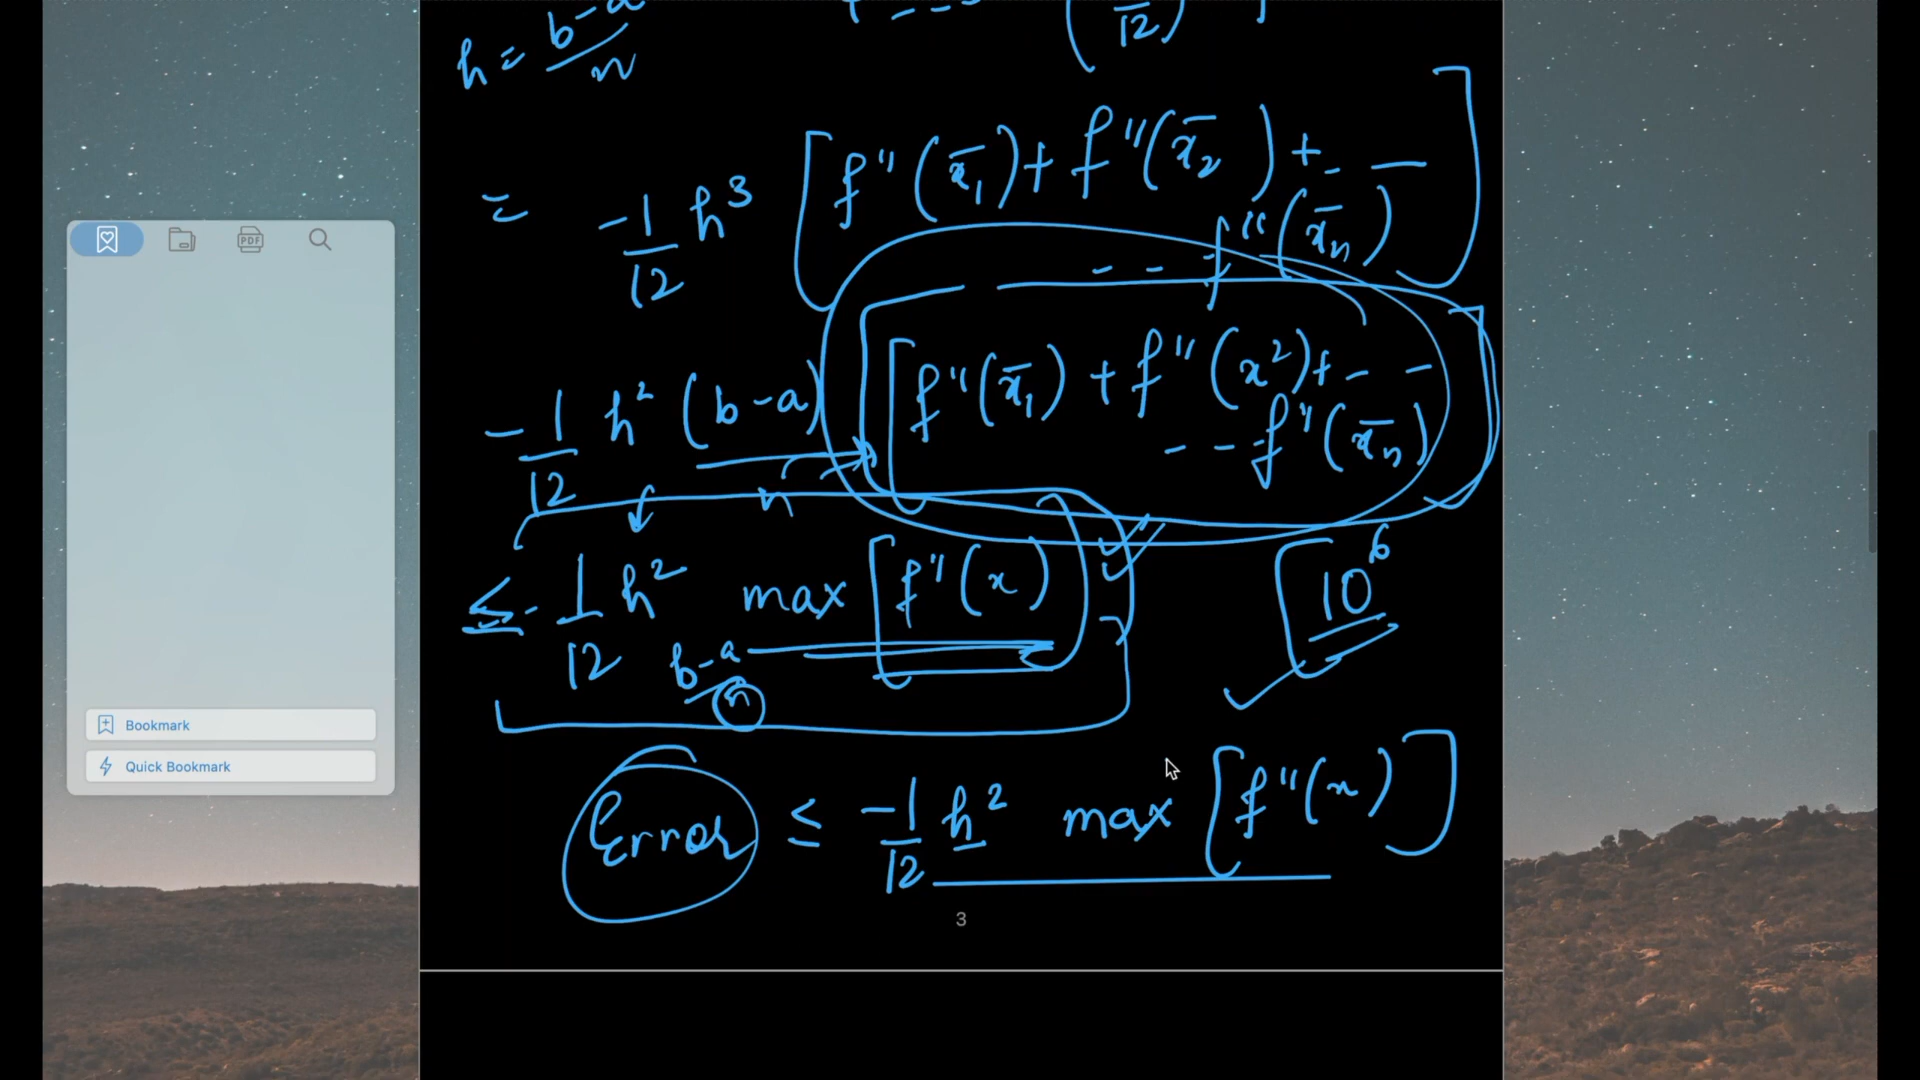 h = b-a/n --- (/12)
= -1/12 h³ [f''(x̄₁) + f''(x̄₂) + - -
- - f''(x̄ₙ)]
PDF
-1/12 h² (b-a)/n [f''(x̄₁) + f''(x²) + - -
- - f''(x̄ₙ)]
≤ -1/12 h² max [f''(x)] 10⁶
b-a/n
Bookmark
Quick Bookmark
Error ≤ -1/12 h² max [f''(x)]
3